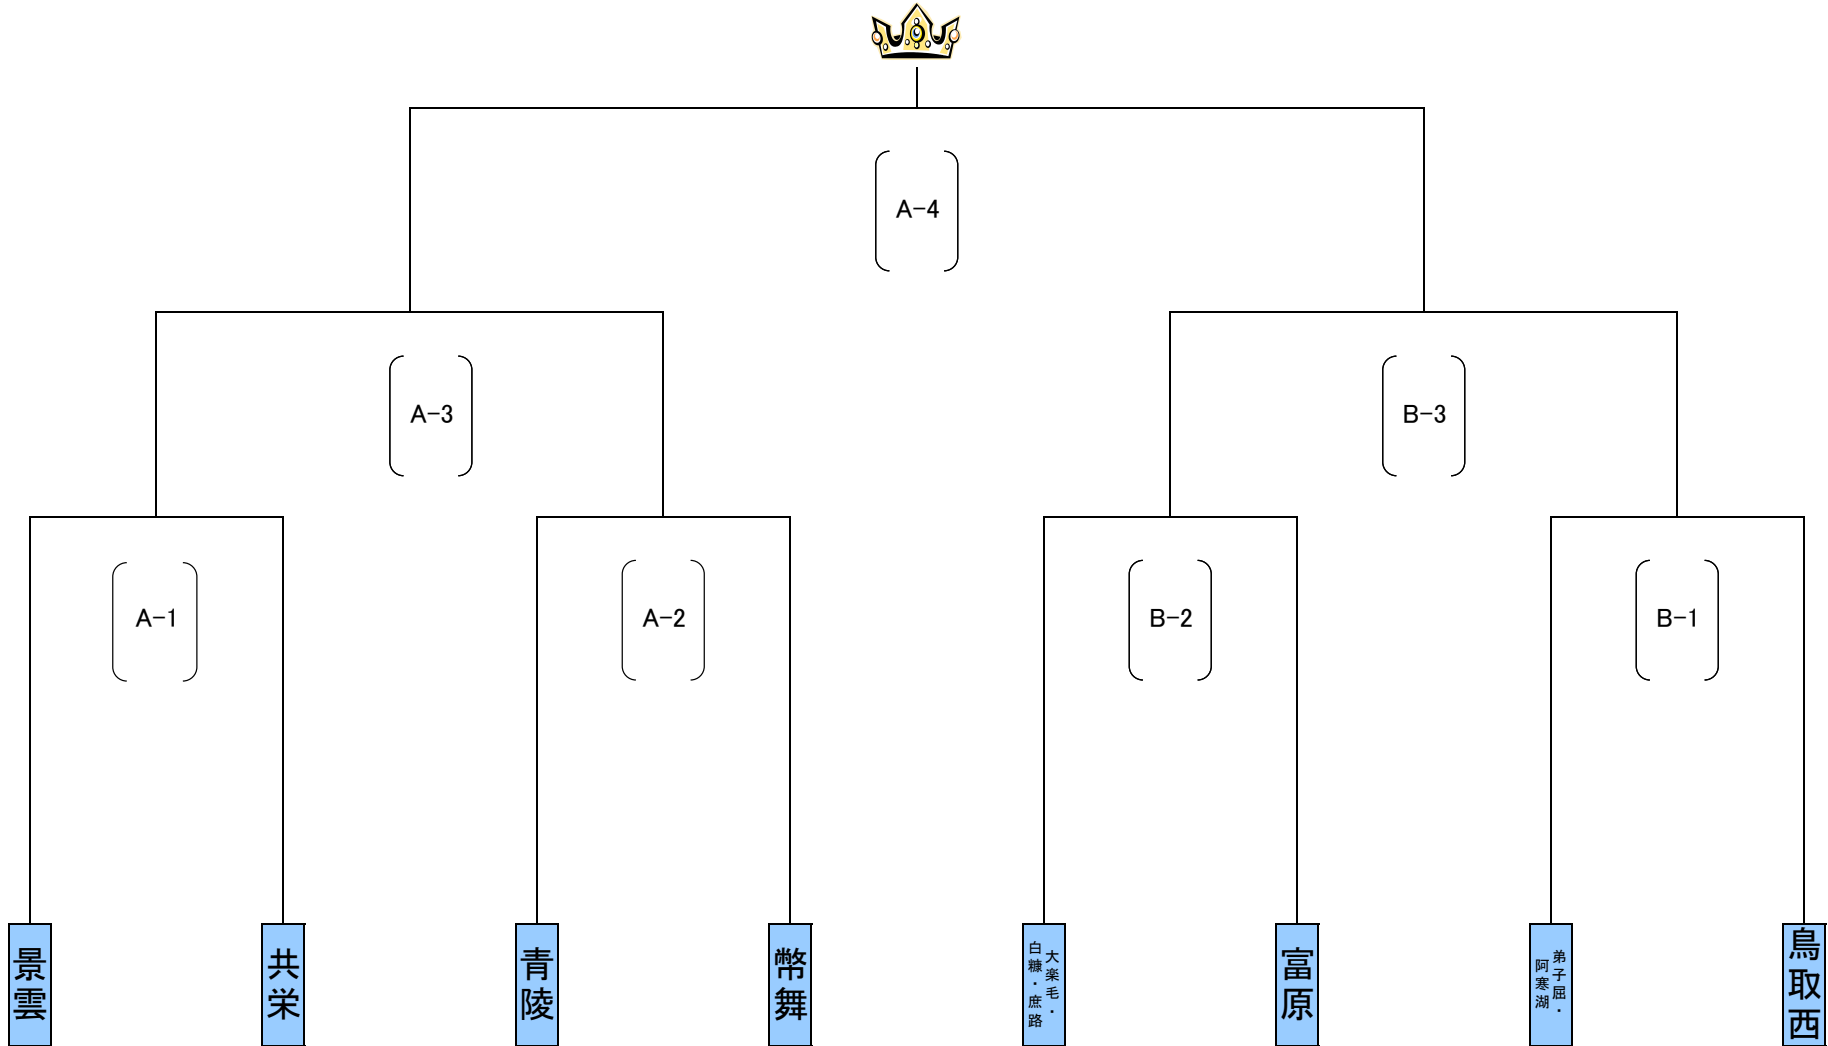 A-4
A-3
B-3
A-1
A-2
B-2
B-1
景雲
共栄
青陵
幣舞
大楽毛・
白糠・庶路
富原
弟子屈・
阿寒湖
鳥取西